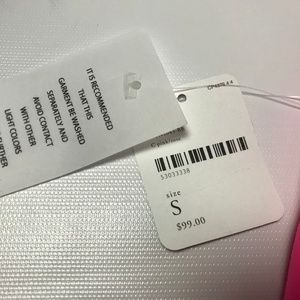 IT IS RECOMMENDED
THAT THIS
GARMENT BE WASHED
SEPARATELY AND
AVOID CONTACT
WITH OTHER
LIGHT COLORS
53033338
size
S
$99.00